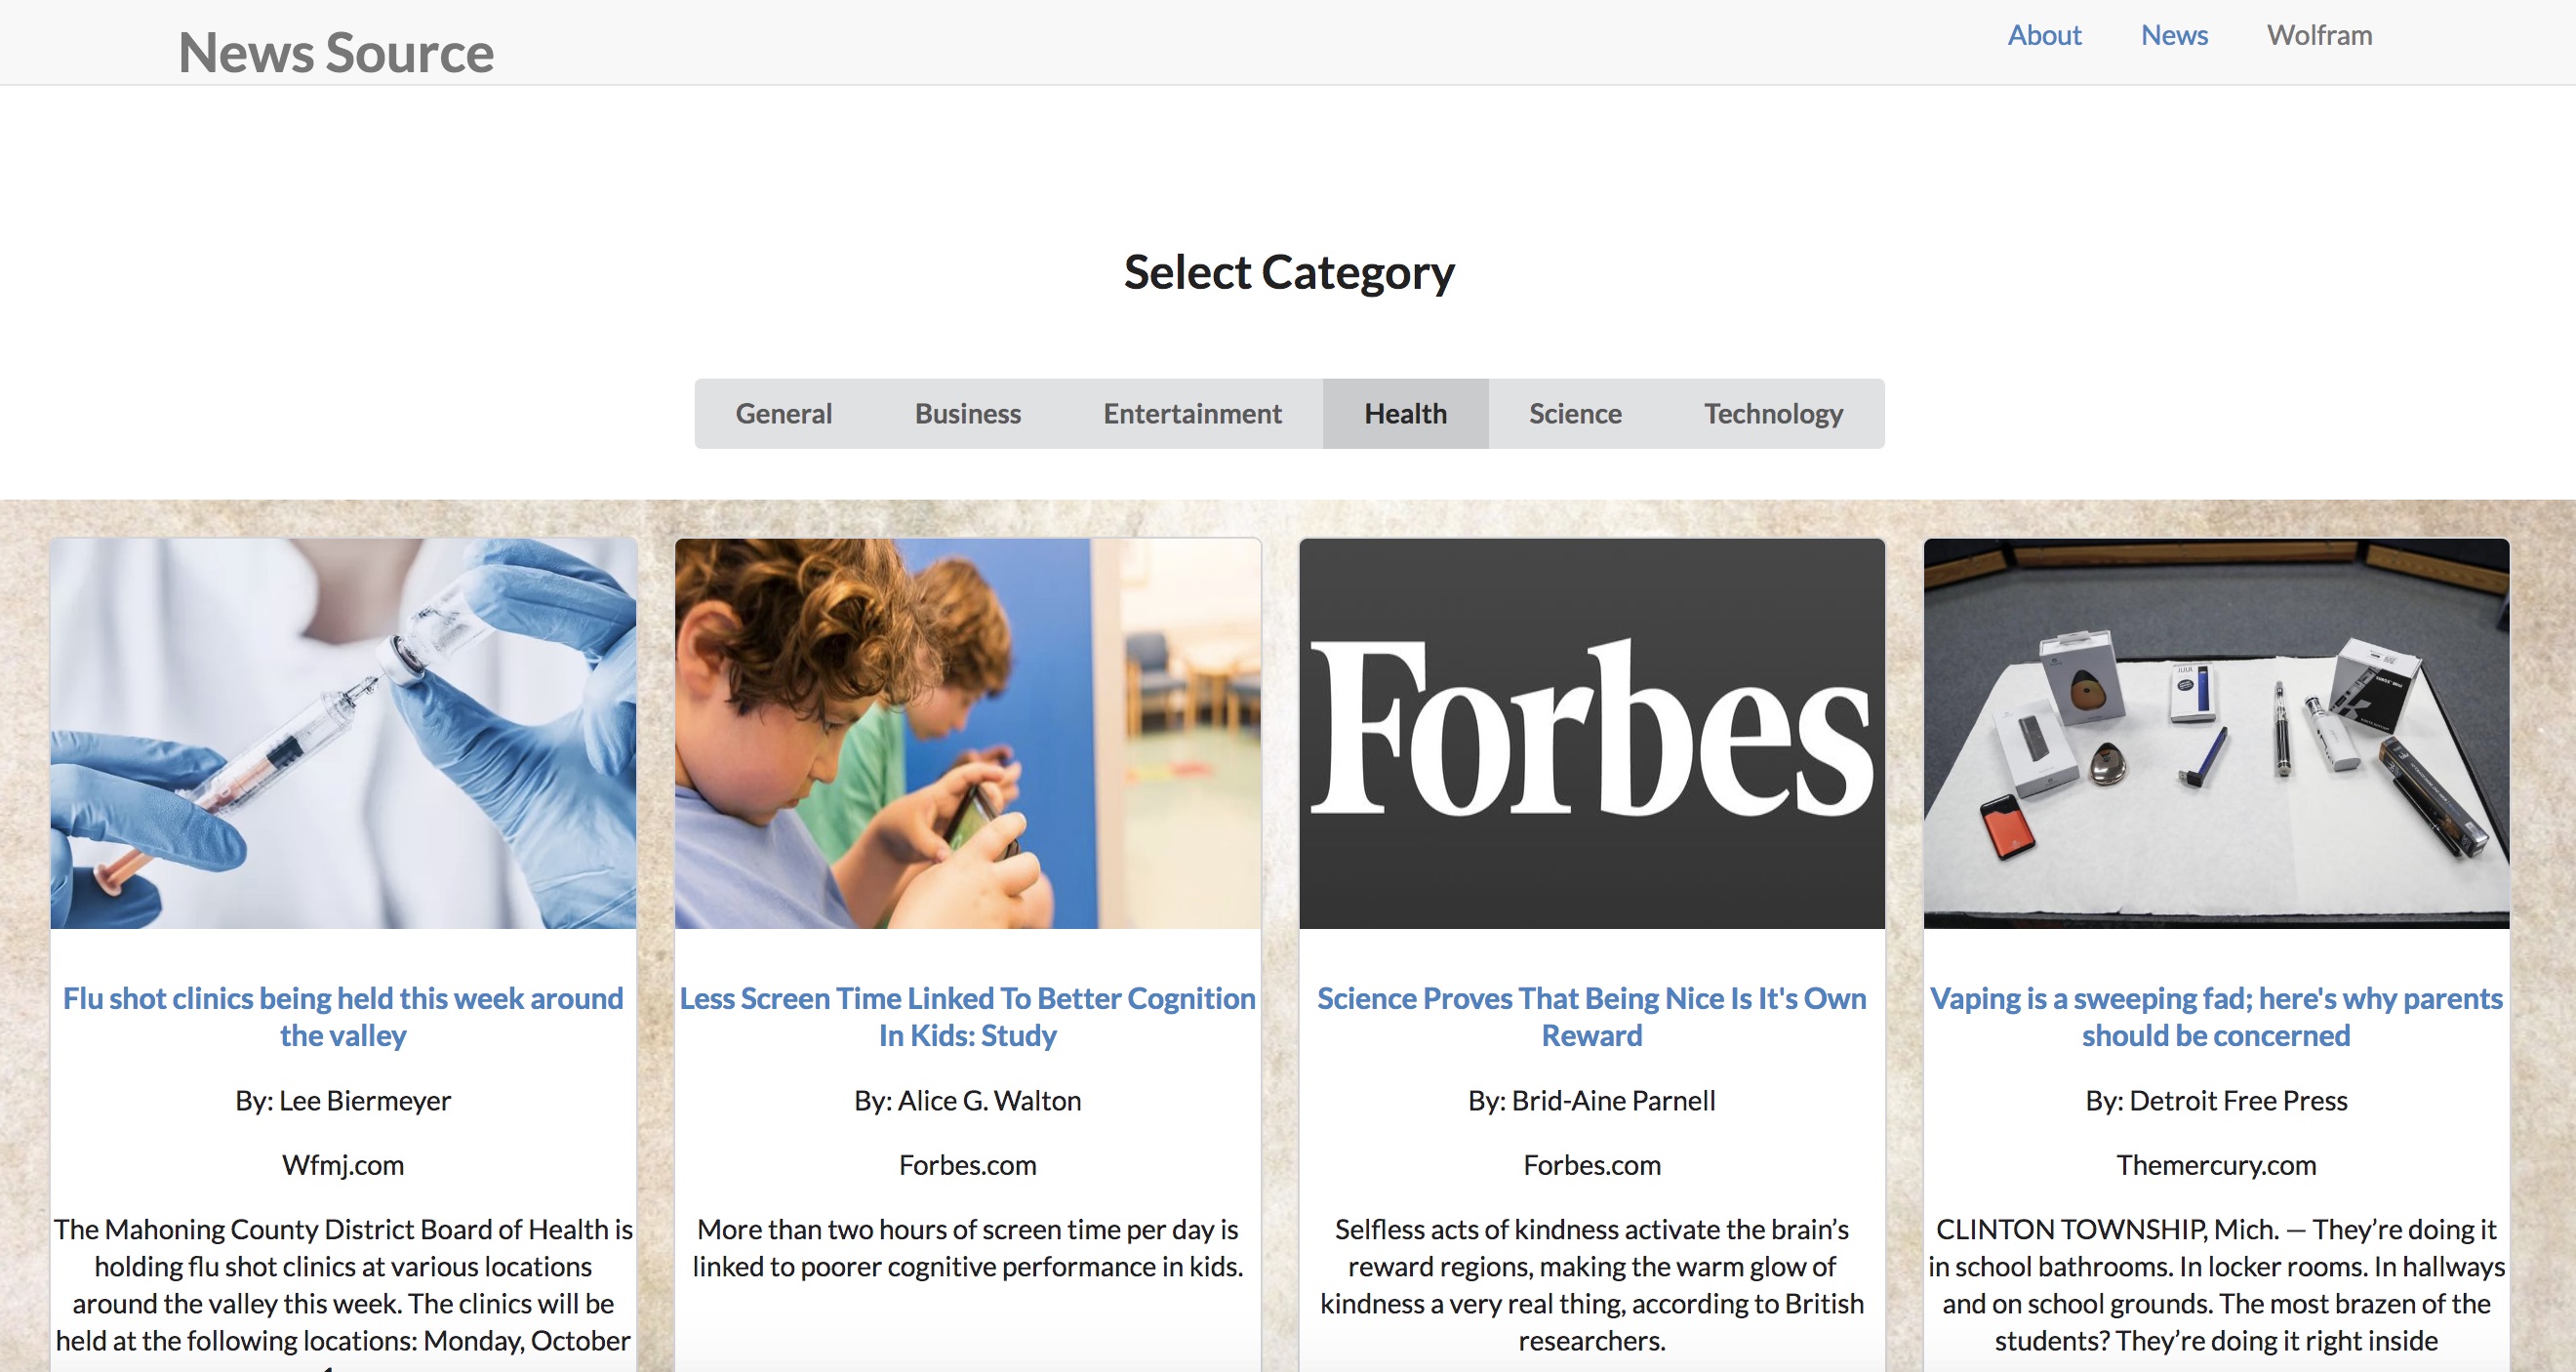 News Source
About News Wolfram
Select Category
General Business Entertainment Health Science Technology
Forbes
JUUL
Flu shot clinics being held this week around
the valley
By: Lee Biermeyer
Wfmj.com
The Mahoning County District Board of Health is
holding flu shot clinics at various locations
around the valley this week. The clinics will be
held at the following locations: Monday, October
Less Screen Time Linked To Better Cognition
In Kids: Study
By: Alice G. Walton
Forbes.com
More than two hours of screen time per day is
linked to poorer cognitive performance in kids.
Science Proves That Being Nice Is It's Own
Reward
By: Brid-Aine Parnell
Forbes.com
Selfless acts of kindness activate the brain’s
reward regions, making the warm glow of
kindness a very real thing, according to British
researchers.
Vaping is a sweeping fad; here's why parents
should be concerned
By: Detroit Free Press
Themercury.com
CLINTON TOWNSHIP, Mich. — They’re doing it
in school bathrooms. In locker rooms. In hallways
and on school grounds. The most brazen of the
students? They’re doing it right inside